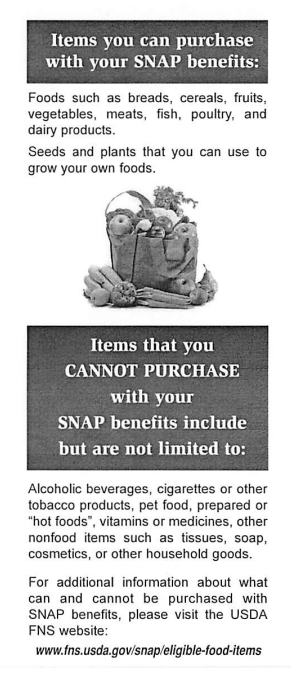 Items you can purchase
with your SNAP benefits:
Foods such as breads, cereals, fruits,
vegetables, meats, fish, poultry, and
dairy products.
Seeds and plants that you can use to
grow your own foods.
Items that you
CANNOT PURCHASE
with your
SNAP benefits include
but are not limited to:
Alcoholic beverages, cigarettes or other
tobacco products, pet food, prepared or
“hot foods”, vitamins or medicines, other
nonfood items such as tissues, soap,
cosmetics, or other household goods.
For additional information about what
can and cannot be purchased with
SNAP benefits, please visit the USDA
FNS website:
www.fns.usda.gov/snap/eligible-food-items